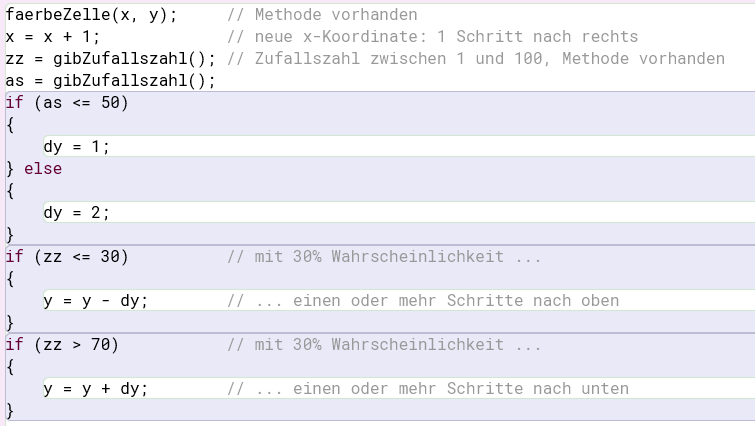 faerbeZelle(x, y);     // Methode vorhanden
x = x + 1;             // neue x-Koordinate: 1 Schritt nach rechts
zz = gibZufallszahl(); // Zufallszahl zwischen 1 und 100, Methode vorhanden
as = gibZufallszahl();
if (as <= 50)
{
    dy = 1;
} else
{
    dy = 2;
}
if (zz <= 30)          // mit 30% Wahrscheinlichkeit ...
{
    y = y - dy;        // ... einen oder mehr Schritte nach oben
}
if (zz > 70)           // mit 30% Wahrscheinlichkeit ...
{
    y = y + dy;        // ... einen oder mehr Schritte nach unten
}